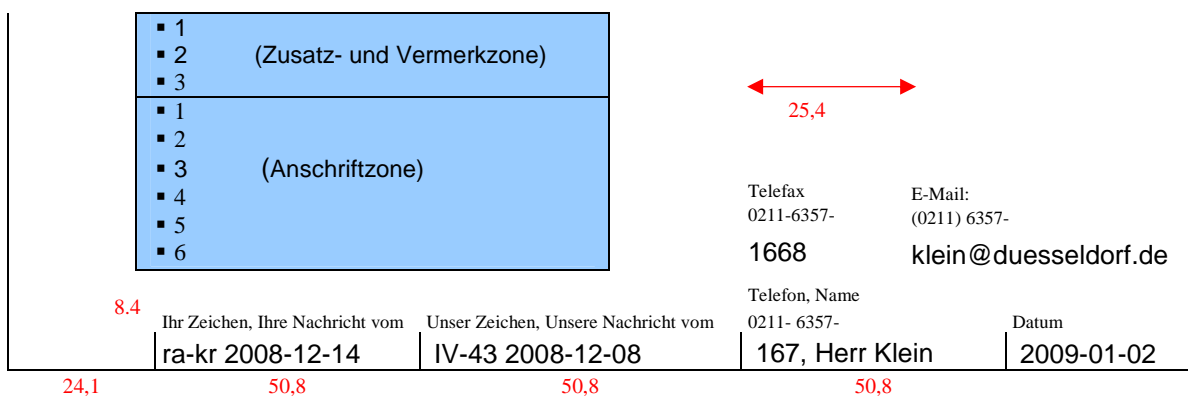 ▪ 1
▪ 2 (Zusatz- und Vermerkzone)
▪ 3
▪ 1
▪ 2
▪ 3 (Anschriftzone)
▪ 4
▪ 5
▪ 6
25,4
Telefax E-Mail:
0211-6357- (0211) 6357-
1668 klein@duesseldorf.de
8.4
Telefon, Name
Ihr Zeichen, Ihre Nachricht vom Unser Zeichen, Unsere Nachricht vom 0211- 6357- Datum
ra-kr 2008-12-14 IV-43 2008-12-08 167, Herr Klein 2009-01-02
24,1 50,8 50,8 50,8